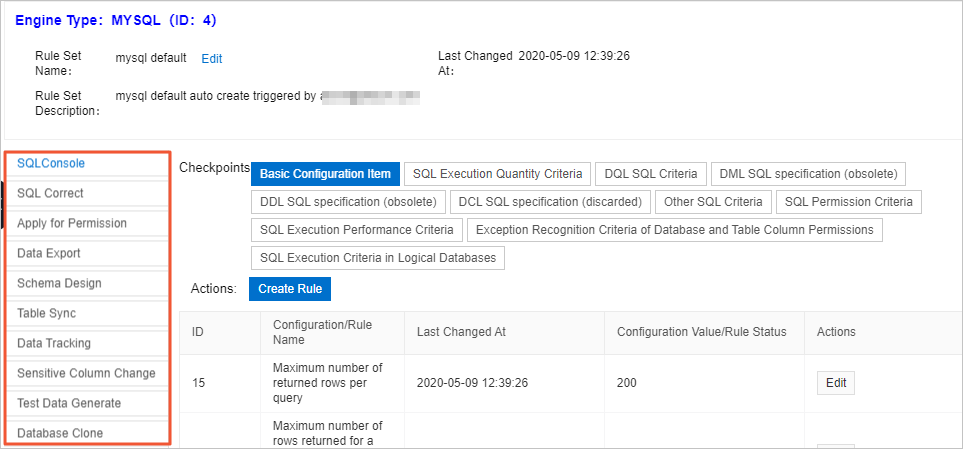 Engine Type: MYSQL (ID: 4)
Rule Set Name:
mysql default
Edit
Last Changed At:
2020-05-09 12:39:26
Rule Set Description:
mysql default auto create triggered by
SQLConsole
SQL Correct
Apply for Permission
Data Export
Schema Design
Table Sync
Data Tracking
Sensitive Column Change
Test Data Generate
Database Clone
Checkpoints
Basic Configuration Item
SQL Execution Quantity Criteria
DQL SQL Criteria
DML SQL specification (obsolete)
DDL SQL specification (obsolete)
DCL SQL specification (discarded)
Other SQL Criteria
SQL Permission Criteria
SQL Execution Performance Criteria
Exception Recognition Criteria of Database and Table Column Permissions
SQL Execution Criteria in Logical Databases
Actions:
Create Rule
ID
Configuration/Rule
Name
Last Changed At
Configuration Value/Rule Status
Actions
15
Maximum number of
returned rows per
query
2020-05-09 12:39:26
200
Edit
Maximum number of
rows returned for a